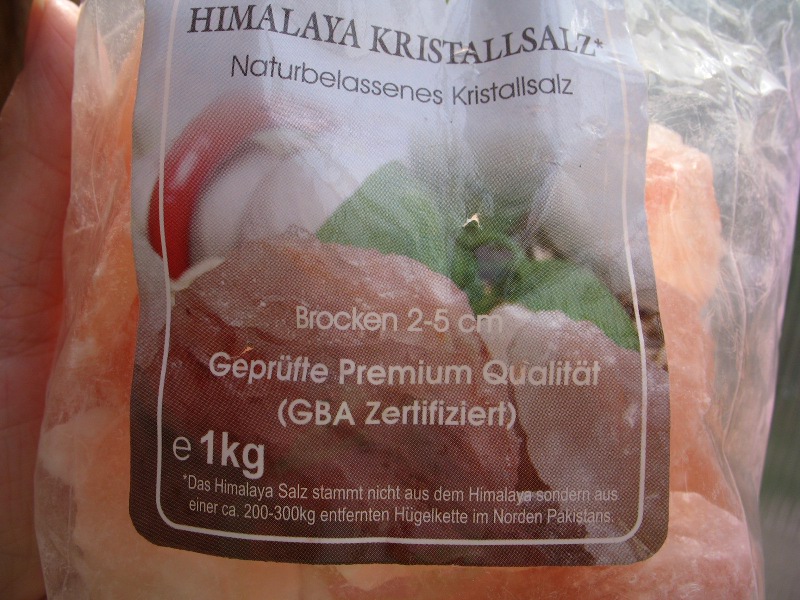 HIMALAYA KRISTALLSALZ*
Naturbelassenes Kristallsalz
Brocken 2-5 cm
Geprüfte Premium Qualität
(GBA Zertifiziert)
e 1kg
*Das Himalaya Salz stammt nicht aus dem Himalaya sondern aus
einer ca. 200-300kg entfernten Hügelkette im Norden Pakistans.